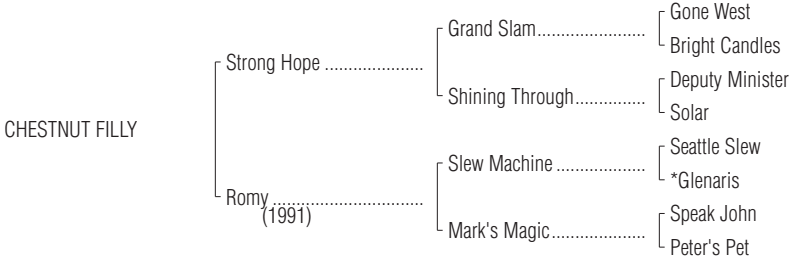 Gone West
Grand Slam......................
Bright Candles
Strong Hope ....................
Deputy Minister
Shining Through..............
Solar
CHESTNUT FILLY
Seattle Slew
Slew Machine ..................
*Glenaris
Romy ..............................
(1991)
Speak John
Mark's Magic...................
Peter's Pet